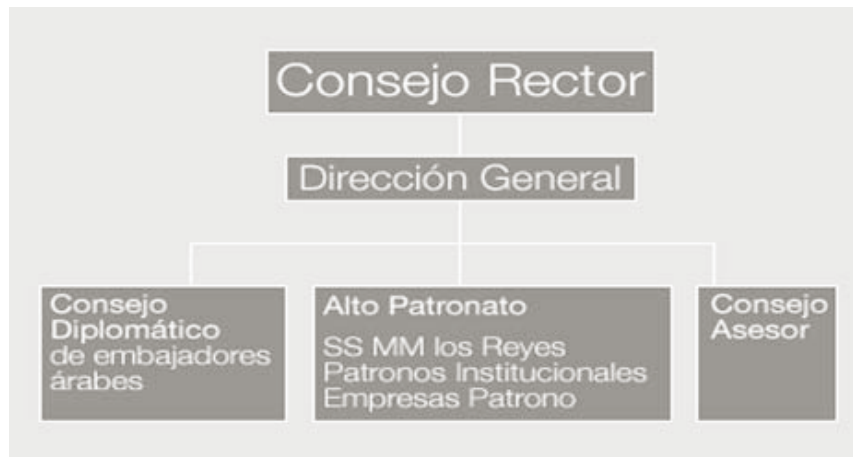 Consejo Rector
Dirección General
Consejo
Diplomático
de embajadores
árabes
Alto Patronato
SS MM los Reyes
Patronos Institucionales
Empresas Patrono
Consejo
Asesor